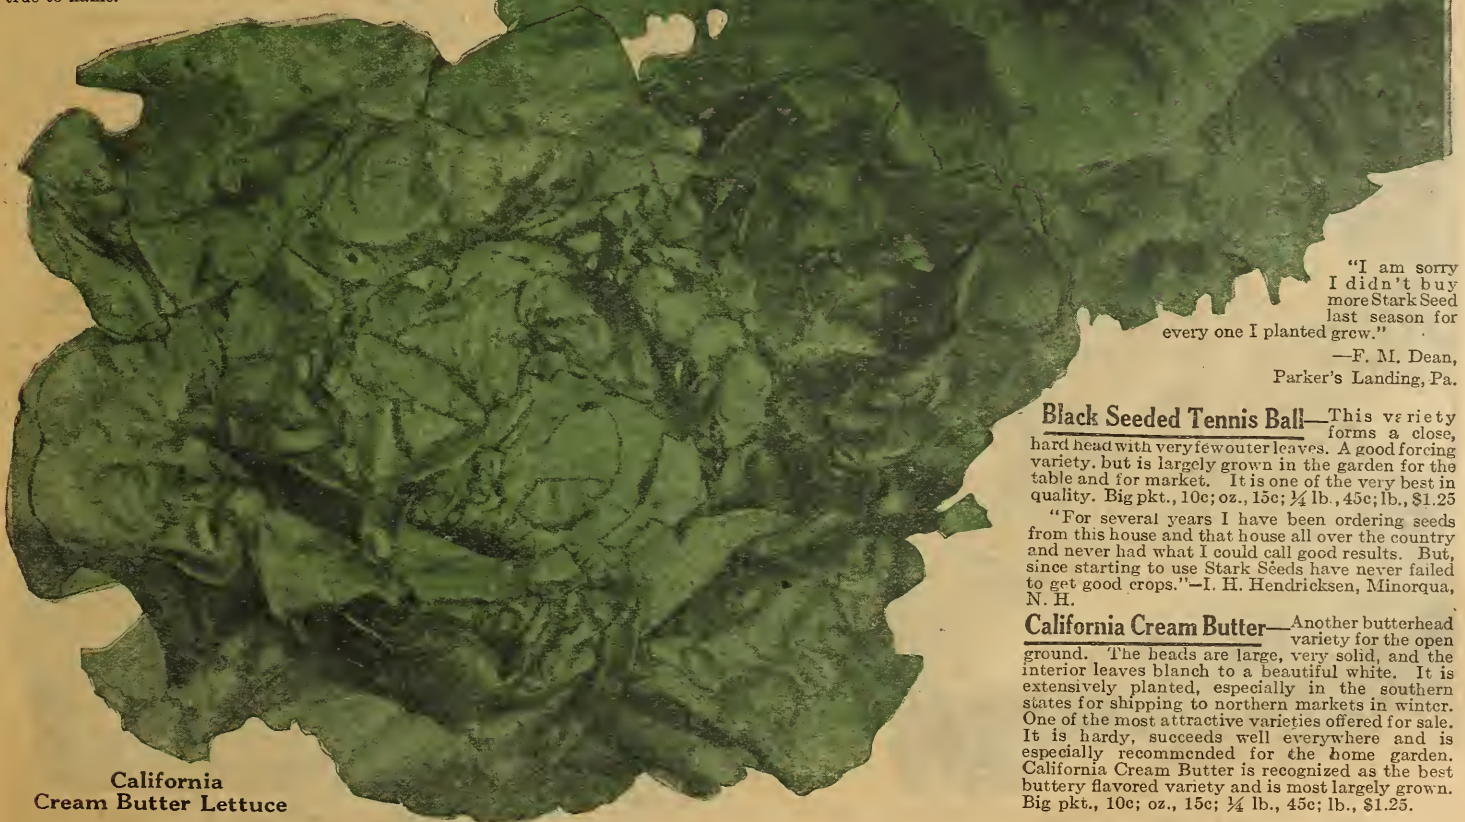 true to name.
"I am sorry
I didn't buy
more Stark Seed
last season for
every one I planted grew."
—F. M. Dean,
Parker's Landing, Pa.
Black Seeded Tennis Ball—This variety
forms a close,
hard head with very few outer leaves. A good forcing
variety. but is largely grown in the garden for the
table and for market. It is one of the very best in
quality. Big pkt., 10c; oz., 15c; ¼ lb., 45c; lb., $1.25
"For several years I have been ordering seeds
from this house and that house all over the country
and never had what I could call good results. But,
since starting to use Stark Seeds have never failed
to get good crops."—I. H. Hendricksen, Minorqua,
N. H.
California Cream Butter—Another butterhead
variety for the open
ground. The heads are large, very solid, and the
interior leaves blanch to a beautiful white. It is
extensively planted, especially in the southern
states for shipping to northern markets in winter.
One of the most attractive varieties offered for sale.
It is hardy, succeeds well everywhere and is
especially recommended for the home garden.
California Cream Butter is recognized as the best
buttery flavored variety and is most largely grown.
Big pkt., 10c; oz., 15c; ¼ lb., 45c; lb., $1.25.
California
Cream Butter Lettuce